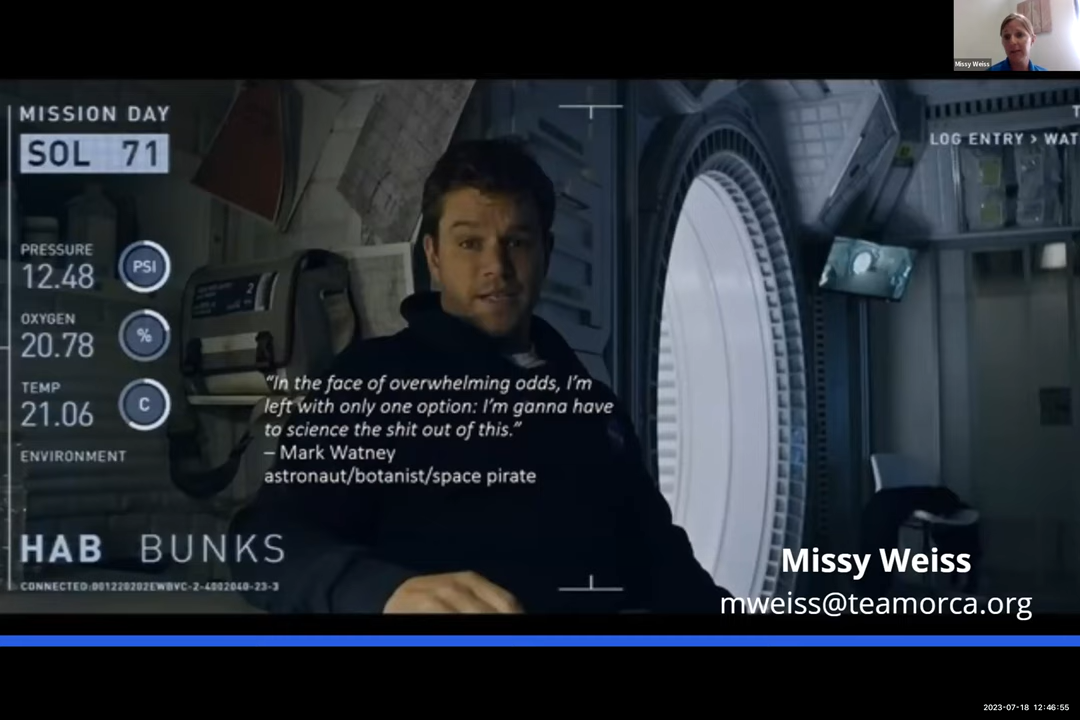 Missy Weiss
MISSION DAY
SOL 71
LOG ENTRY > WAT
PRESSURE
12.48
PSI
OXYGEN
20.78
%
TEMP
21.06
C
ENVIRONMENT
“In the face of overwhelming odds, I’m
left with only one option: I’m ganna have
to science the shit out of this.”
– Mark Watney
astronaut/botanist/space pirate
HAB BUNKS
Missy Weiss
mweiss@teamorca.org
2023-07-18 12:46:55